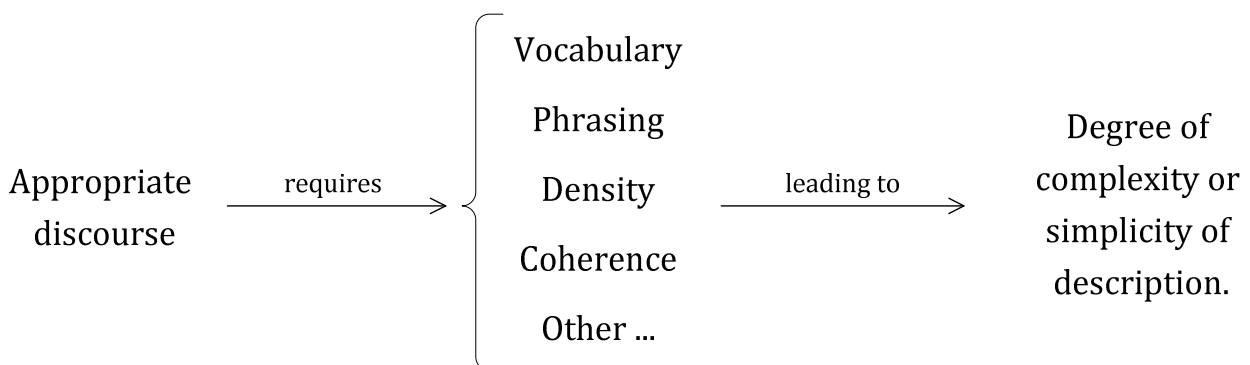 Appropriate
discourse
requires
Vocabulary
Phrasing
Density
Coherence
Other ...
leading to
Degree of
complexity or
simplicity of
description.